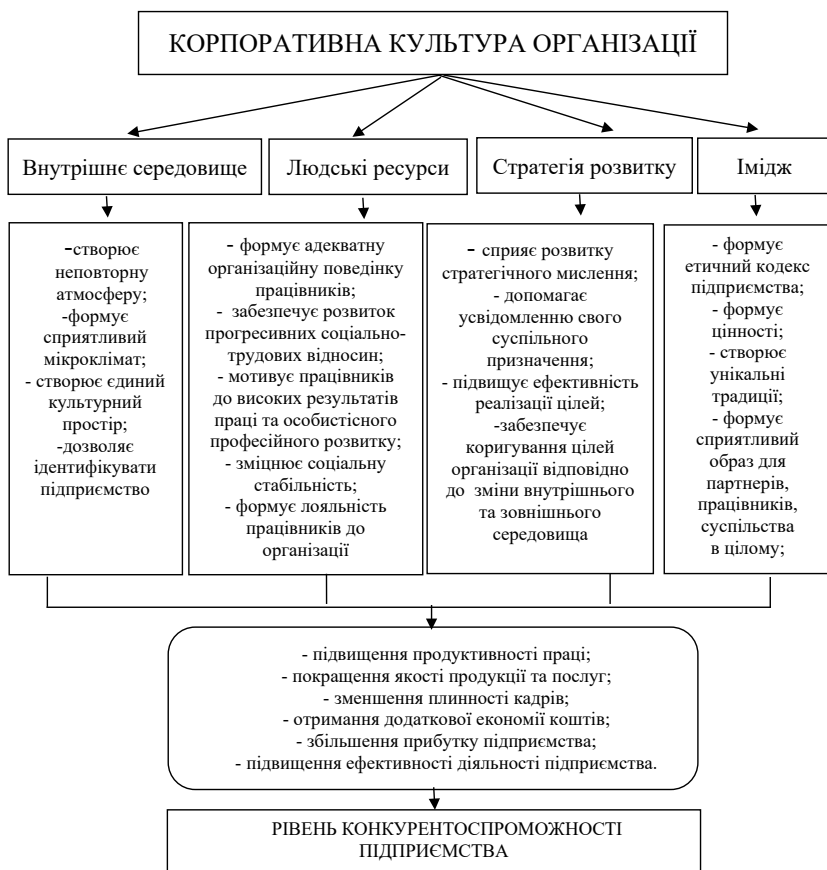 КОРПОРАТИВНА КУЛЬТУРА ОРГАНІЗАЦІЇ
Внутрішнє середовище
Людські ресурси
Стратегія розвитку
Імідж
-створює
неповторну
атмосферу;
-формує
сприятливий
мікроклімат;
- створює єдиний
культурний
простір;
-дозволяє
ідентифікувати
підприємство
- формує адекватну
організаційну поведінку
працівників;
- забезпечує розвиток
прогресивних соціально-
трудових відносин;
- мотивує працівників
до високих результатів
праці та особистісного
професійного розвитку;
- зміцнює соціальну
стабільність;
- формує лояльність
працівників до
організації
- сприяє розвитку
стратегічного мислення;
- допомагає
усвідомленню свого
суспільного
призначення;
- підвищує ефективність
реалізації цілей;
-забезпечує
коригування цілей
організації відповідно
до зміни внутрішнього
та зовнішнього
середовища
- формує
етичний кодекс
підприємства;
- формує
цінності;
- створює
унікальні
традиції;
- формує
сприятливий
образ для
партнерів,
працівників,
суспільства
в цілому;
- підвищення продуктивності праці;
- покращення якості продукції та послуг;
- зменшення плинності кадрів;
- отримання додаткової економії коштів;
- збільшення прибутку підприємства;
- підвищення ефективності діяльності підприємства.
РІВЕНЬ КОНКУРЕНТОСПРОМОЖНОСТІ
ПІДПРИЄМСТВА